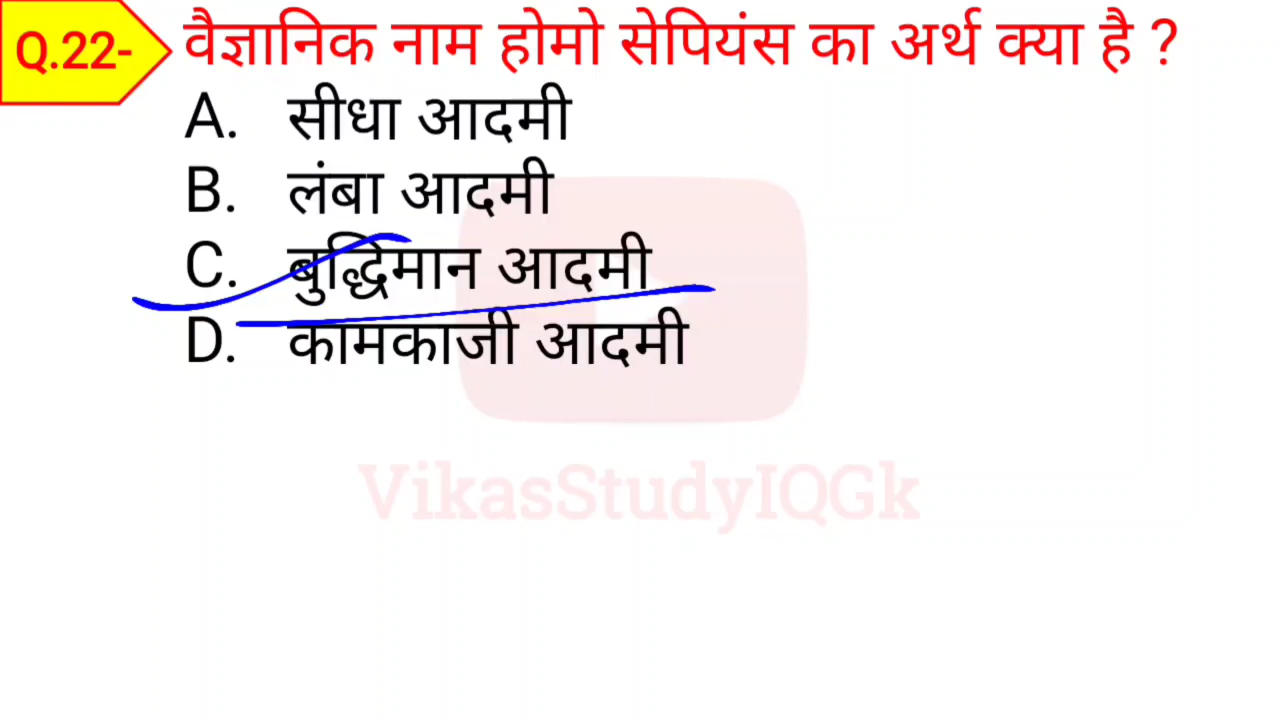 Q.22- वैज्ञानिक नाम होमो सेपियंस का अर्थ क्या है ?
A. सीधा आदमी
B. लंबा आदमी
C. बुद्धिमान आदमी
D. कामकाजी आदमी
VikasStudyIQGk